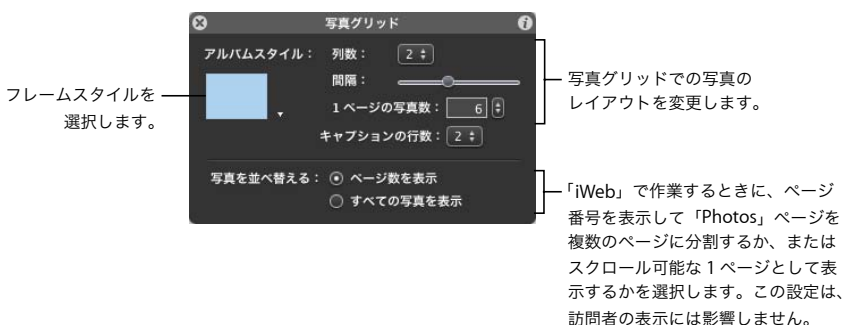 写真グリッド
アルバムスタイル：
列数：
2
間隔：
1 ページの写真数：
6
キャプションの行数：
2
写真を並べ替える：
ページ数を表示
すべての写真を表示
フレームスタイルを
選択します。
写真グリッドでの写真の
レイアウトを変更します。
「iWeb」で作業するときに、ページ
番号を表示して「Photos」ページを
複数のページに分割するか、または
スクロール可能な 1 ページとして表
示するかを選択します。この設定は、
訪問者の表示には影響しません。